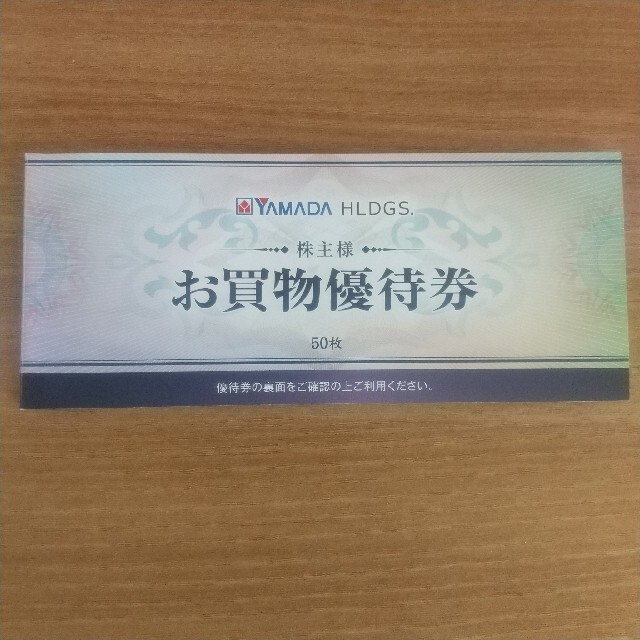 YAMADA HLDGS.
株主様
お買物優待券
50枚
優待券の裏面をご確認の上ご利用ください。